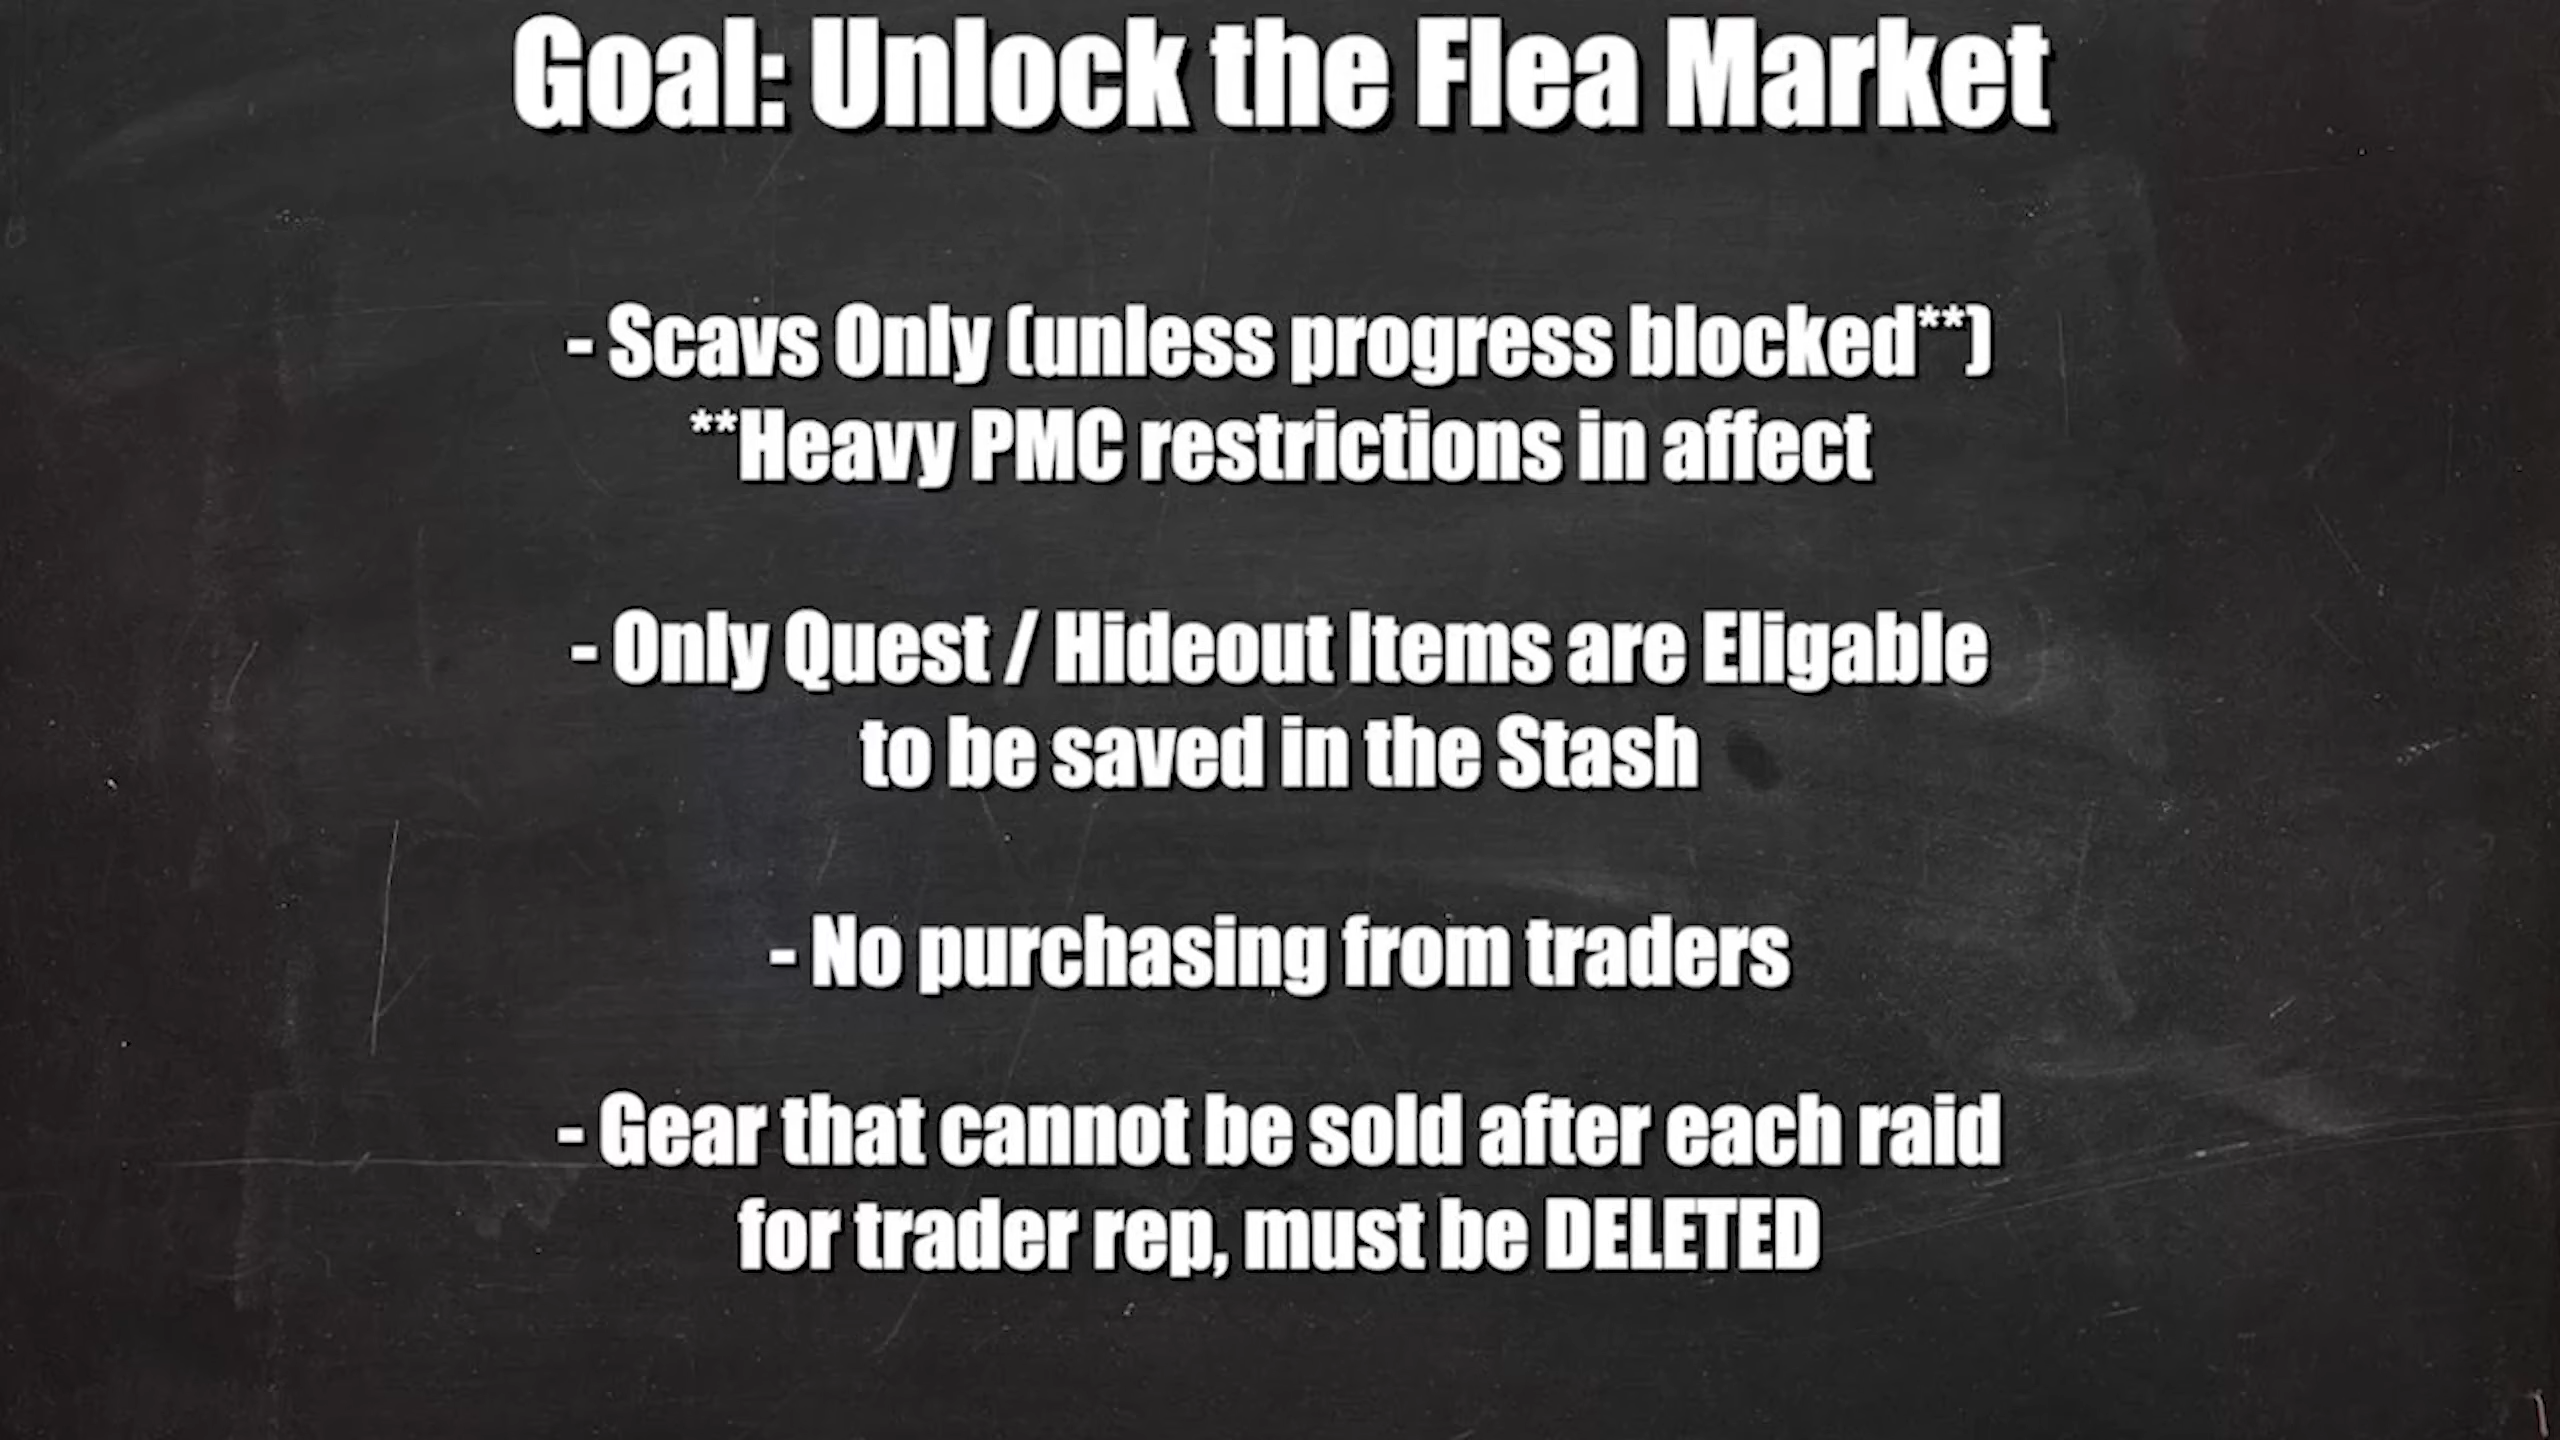 Goal: Unlock the Flea Market
- Scavs Only (unless progress blocked**)
**Heavy PMC restrictions in affect
- Only Quest / Hideout Items are Eligable
to be saved in the Stash
- No purchasing from traders
- Gear that cannot be sold after each raid
for trader rep, must be DELETED